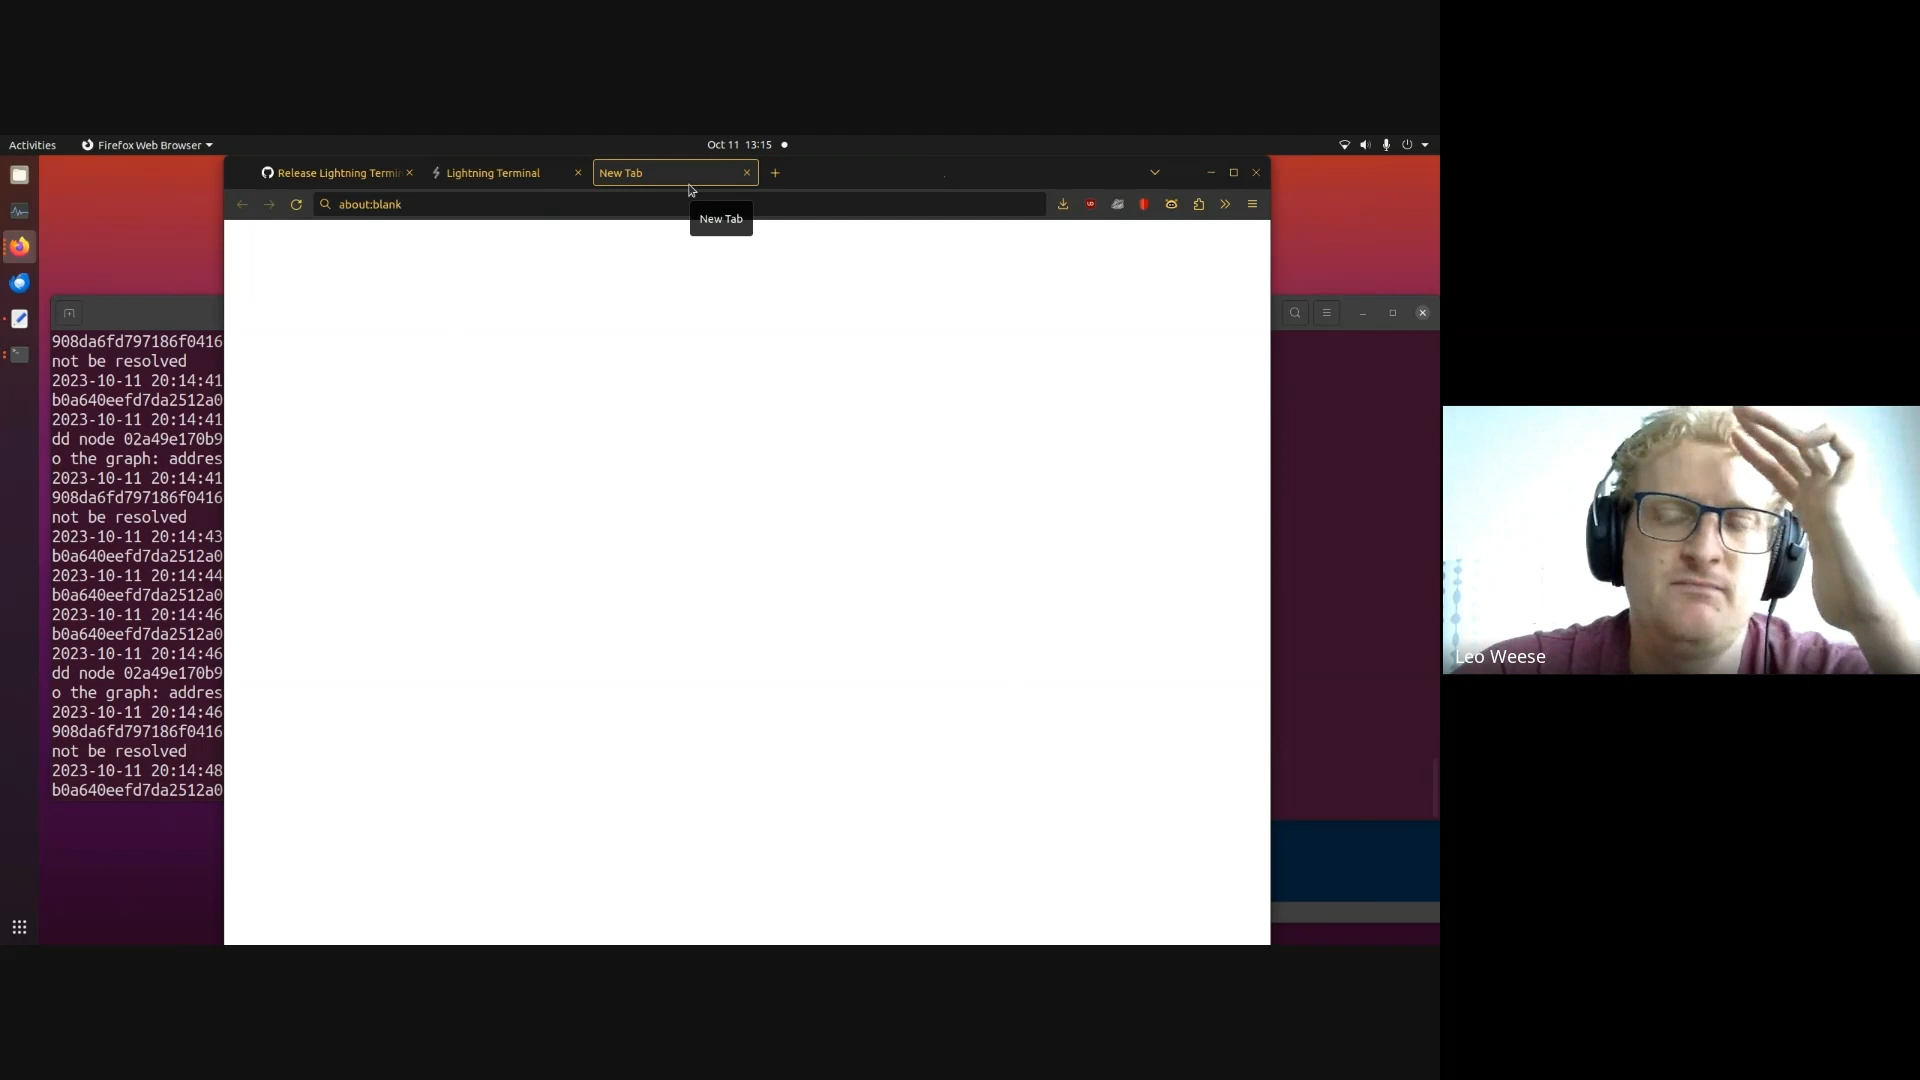 Activities
Firefox Web Browser
Oct 11 13:15
Release Lightning Termin
Lightning Terminal
New Tab
about:blank
New Tab
908da6fd797186f0416
not be resolved
2023-10-11 20:14:41
b0a640eefd7da2512a0
2023-10-11 20:14:41
dd node 02a49e170b9
o the graph: addres
2023-10-11 20:14:41
908da6fd797186f0416
not be resolved
2023-10-11 20:14:43
b0a640eefd7da2512a0
2023-10-11 20:14:44
b0a640eefd7da2512a0
2023-10-11 20:14:46
b0a640eefd7da2512a0
2023-10-11 20:14:46
dd node 02a49e170b9
o the graph: addres
2023-10-11 20:14:46
908da6fd797186f0416
not be resolved
2023-10-11 20:14:48
b0a640eefd7da2512a0
Leo Weese